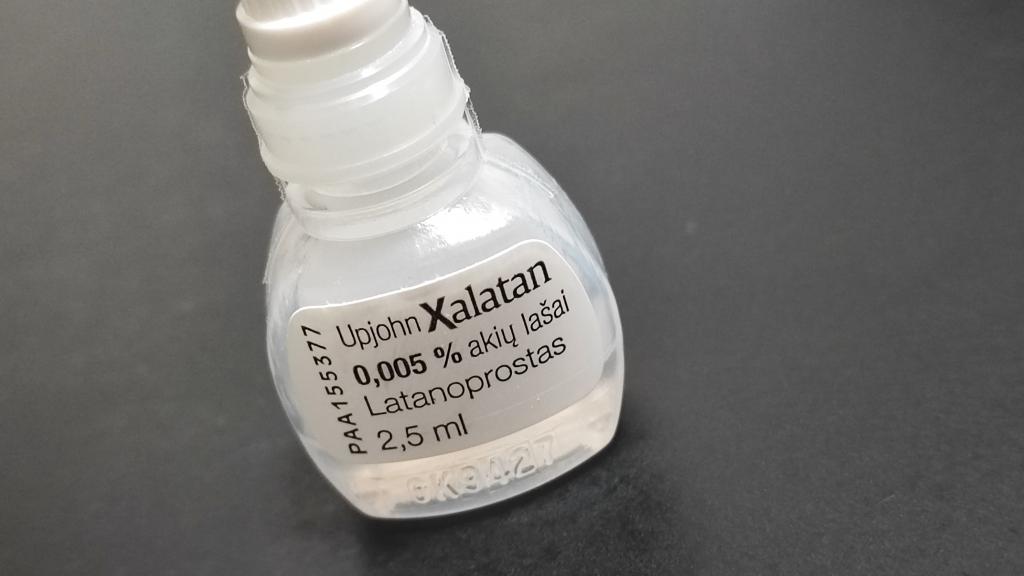 Upjohn Xalatan
0,005 % akių lašai
Latanoprostas
2,5 ml
PAA155377